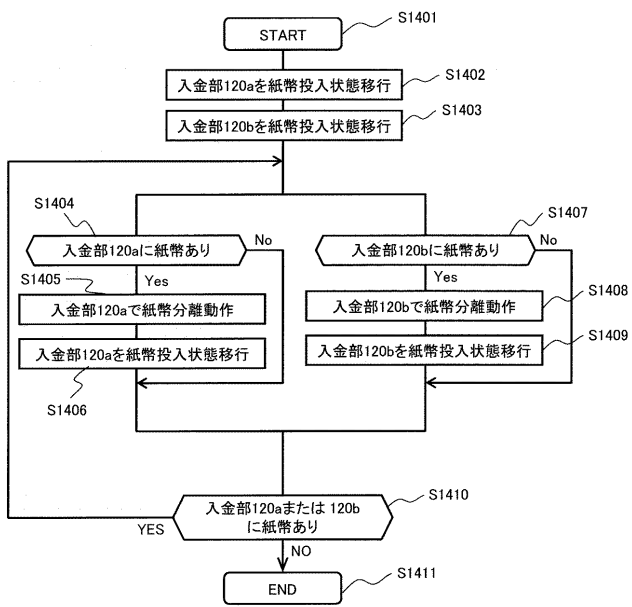 START
S1401
入金部120aを紙幣投入状態移行
S1402
入金部120bを紙幣投入状態移行
S1403
S1404
入金部120aに紙幣あり
No
Yes
S1405
入金部120aで紙幣分離動作
入金部120aを紙幣投入状態移行
S1406
S1407
入金部120bに紙幣あり
No
Yes
入金部120bで紙幣分離動作
S1408
入金部120bを紙幣投入状態移行
S1409
入金部120aまたは 120b
に紙幣あり
S1410
YES
NO
END
S1411